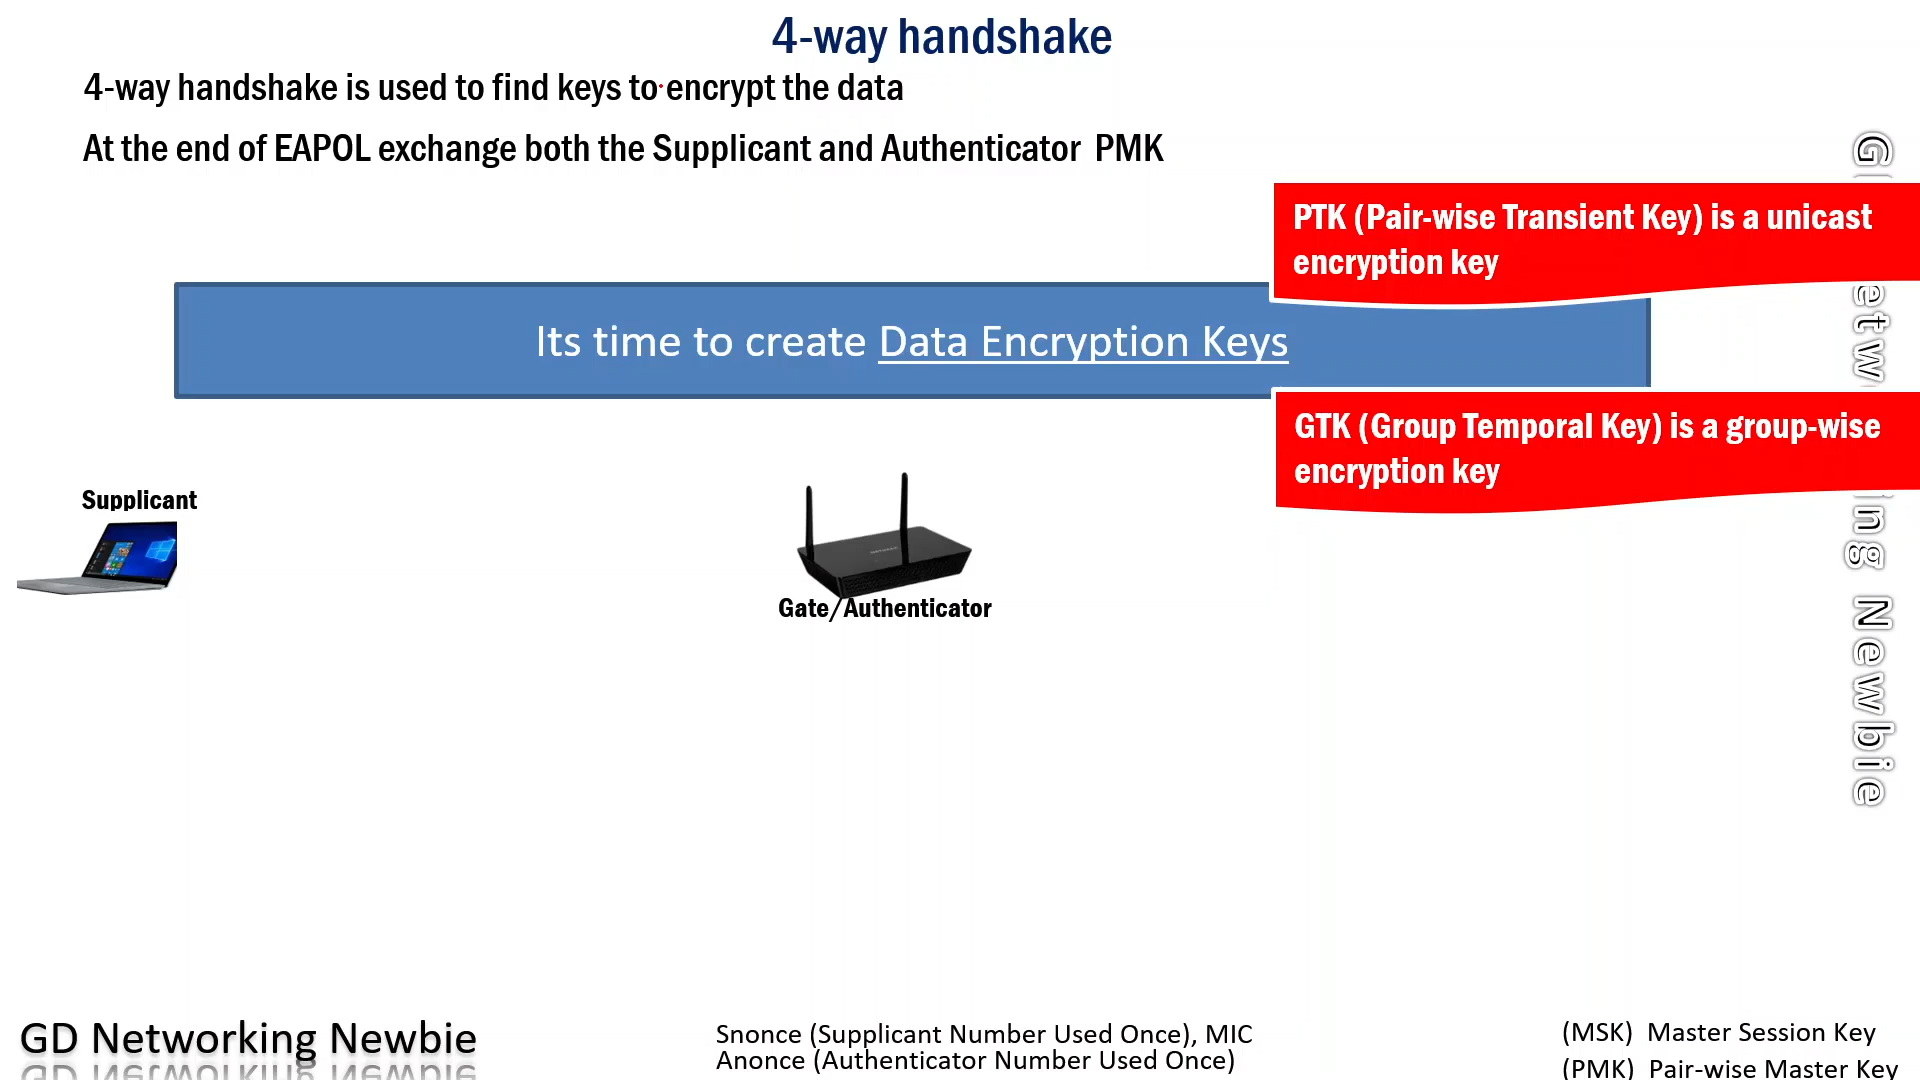 4-way handshake
4-way handshake is used to find keys to encrypt the data
At the end of EAPOL exchange both the Supplicant and Authenticator PMK
PTK (Pair-wise Transient Key) is a unicast
encryption key
Its time to create Data Encryption Keys
GTK (Group Temporal Key) is a group-wise
encryption key
Supplicant
Gate/Authenticator
GD Networking Newbie
Snonce (Supplicant Number Used Once), MIC
Anonce (Authenticator Number Used Once)
(MSK) Master Session Key
(PMK) Pair-wise Master Key